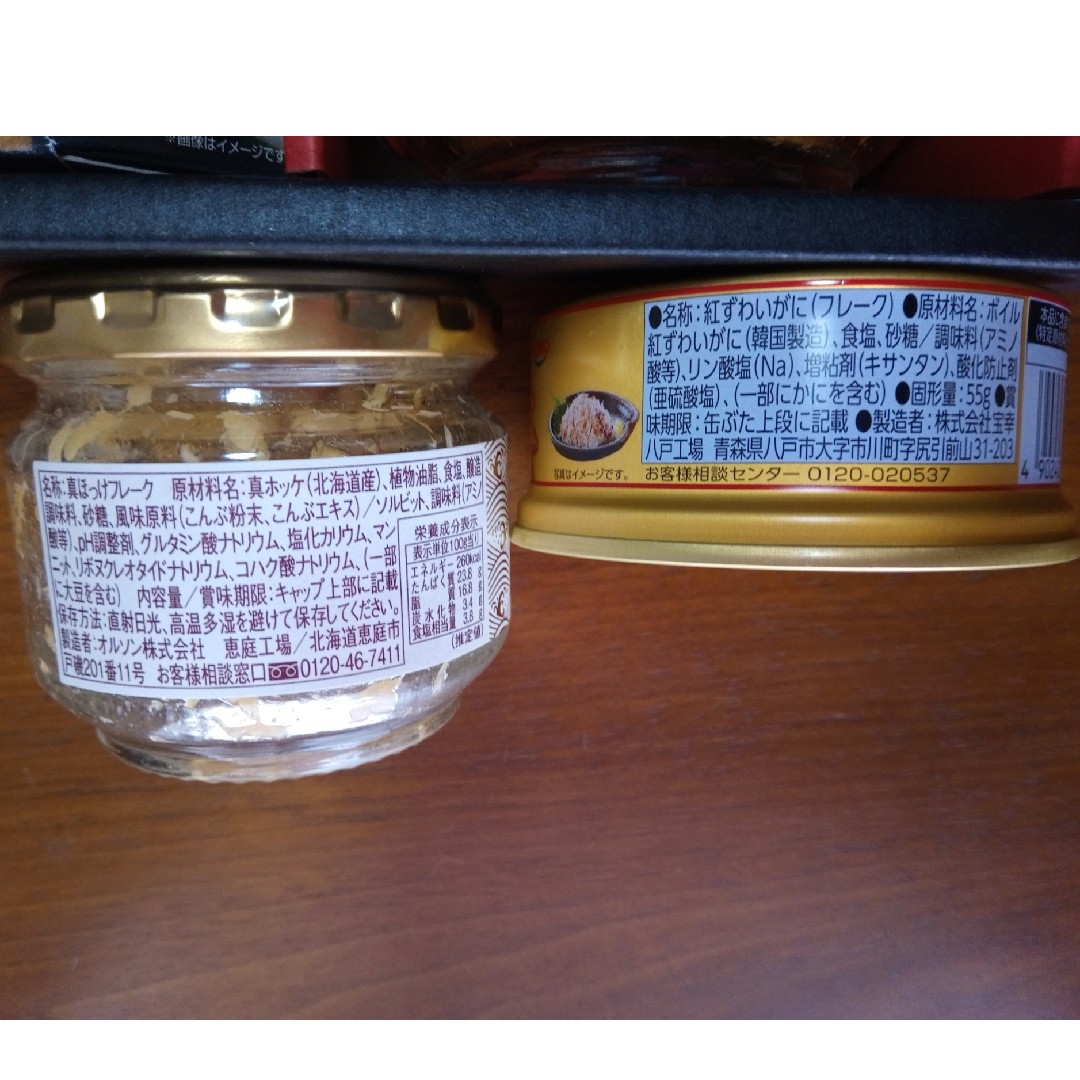 ※画像はイメージです
名称：真ほっけフレーク 原材料名：真ホッケ（北海道産）、植物油脂、食塩、醸造
調味料、砂糖、風味原料（こんぶ粉末、こんぶエキス）／ソルビット、調味料（アミノ
酸等）、pH調整剤、グルタミン酸ナトリウム、塩化カリウム、マン
ニット、リボヌクレオタイドナトリウム、コハク酸ナトリウム、（一部
に大豆を含む） 内容量／賞味期限：キャップ上部に記載
保存方法：直射日光、高温多湿を避けて保存してください。
製造者：オルソン株式会社 恵庭工場／北海道恵庭市
戸磯201番11号 お客様相談窓口 0120-46-7411
栄養成分表示
表示単位（100g当り）
エネルギー 260kcal
たんぱく質 23.8 g
脂質 16.8 g
炭水化物 3.4 g
食塩相当量 3.8 g
（推定値）
●名称：紅ずわいがに（フレーク） ●原材料名：ボイル
紅ずわいがに（韓国製造）、食塩、砂糖／調味料（アミノ
酸等）、リン酸塩（Na）、増粘剤（キサンタン）、酸化防止剤
（亜硫酸塩）、（一部にかにを含む） ●固形量：55g ●賞
味期限：缶ぶた上段に記載 ●製造者：株式会社宝幸
八戸工場 青森県八戸市大字市川町字尻引前山31-203
写真はイメージです。
お客様相談センター 0120-020537